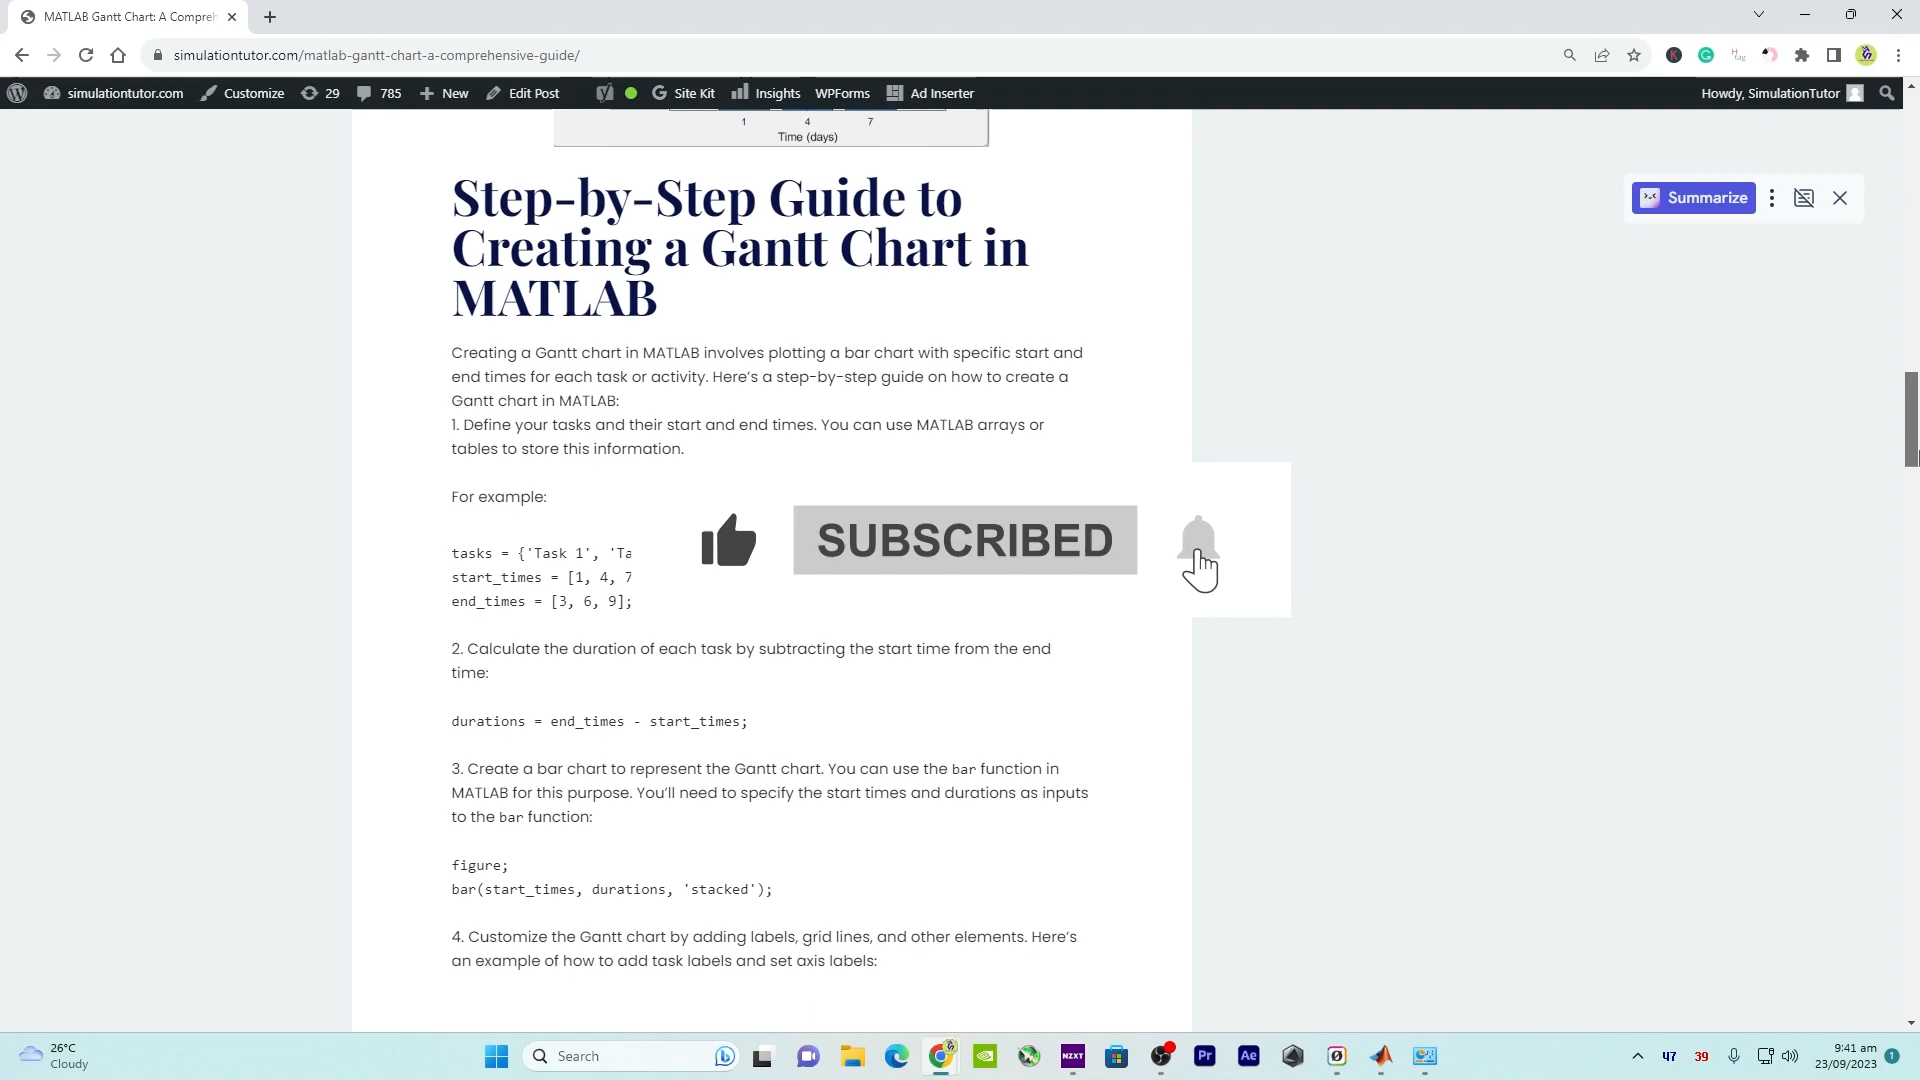 MATLAB Gantt Chart: A Compreh
simulationtutor.com/matlab-gantt-chart-a-comprehensive-guide/
simulationtutor.com Customize 29 785 New Edit Post Site Kit Insights WPForms Ad Inserter Howdy, SimulationTutor
1 4 7
Time (days)
Step-by-Step Guide to
Creating a Gantt Chart in
MATLAB
Summarize
Creating a Gantt chart in MATLAB involves plotting a bar chart with specific start and
end times for each task or activity. Here's a step-by-step guide on how to create a
Gantt chart in MATLAB:
1. Define your tasks and their start and end times. You can use MATLAB arrays or
tables to store this information.
For example:
SUBSCRIBED
tasks = {'Task 1', 'Ta
start_times = [1, 4, 7
end_times = [3, 6, 9];
2. Calculate the duration of each task by subtracting the start time from the end
time:
durations = end_times - start_times;
3. Create a bar chart to represent the Gantt chart. You can use the bar function in
MATLAB for this purpose. You'll need to specify the start times and durations as inputs
to the bar function:
figure;
bar(start_times, durations, 'stacked');
4. Customize the Gantt chart by adding labels, grid lines, and other elements. Here's
an example of how to add task labels and set axis labels:
26°C
Cloudy
Search
NZXT
Pr
Ae
47 39
9:41 am
23/09/2023
1